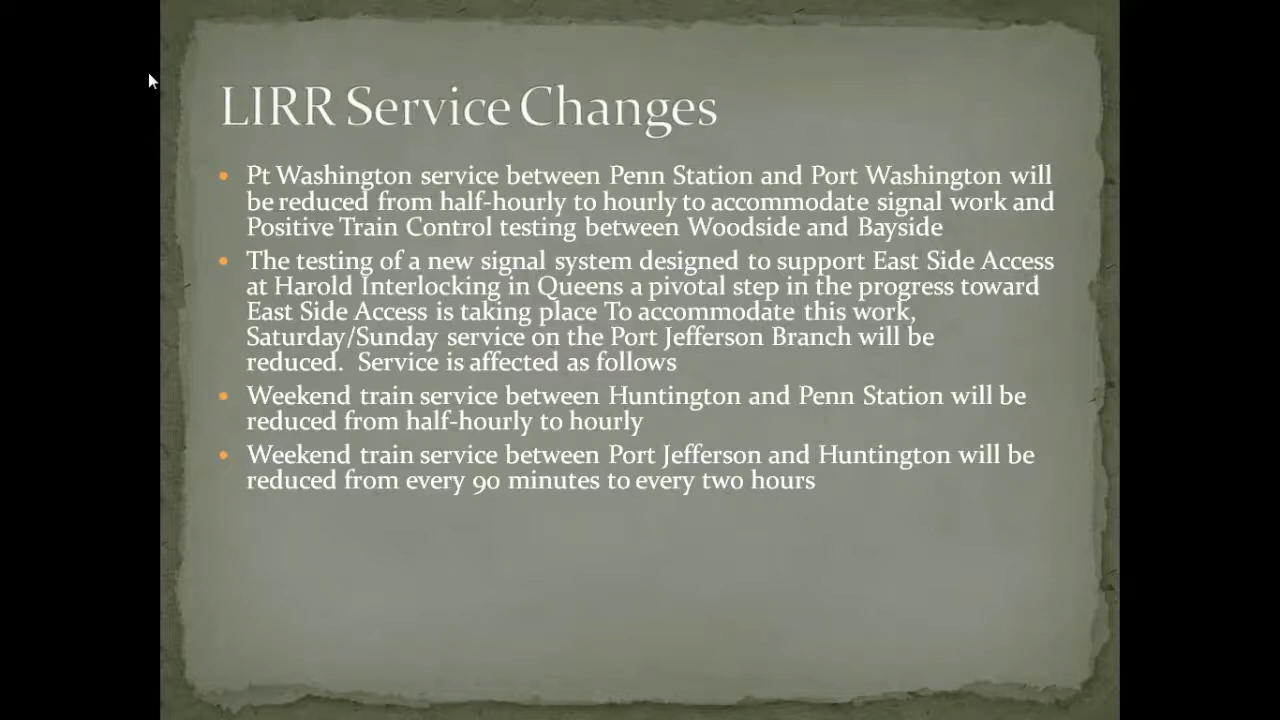 LIRR Service Changes
• Pt Washington service between Penn Station and Port Washington will
be reduced from half-hourly to hourly to accommodate signal work and
Positive Train Control testing between Woodside and Bayside
• The testing of a new signal system designed to support East Side Access
at Harold Interlocking in Queens a pivotal step in the progress toward
East Side Access is taking place To accommodate this work,
Saturday/Sunday service on the Port Jefferson Branch will be
reduced.  Service is affected as follows
• Weekend train service between Huntington and Penn Station will be
reduced from half-hourly to hourly
• Weekend train service between Port Jefferson and Huntington will be
reduced from every 90 minutes to every two hours